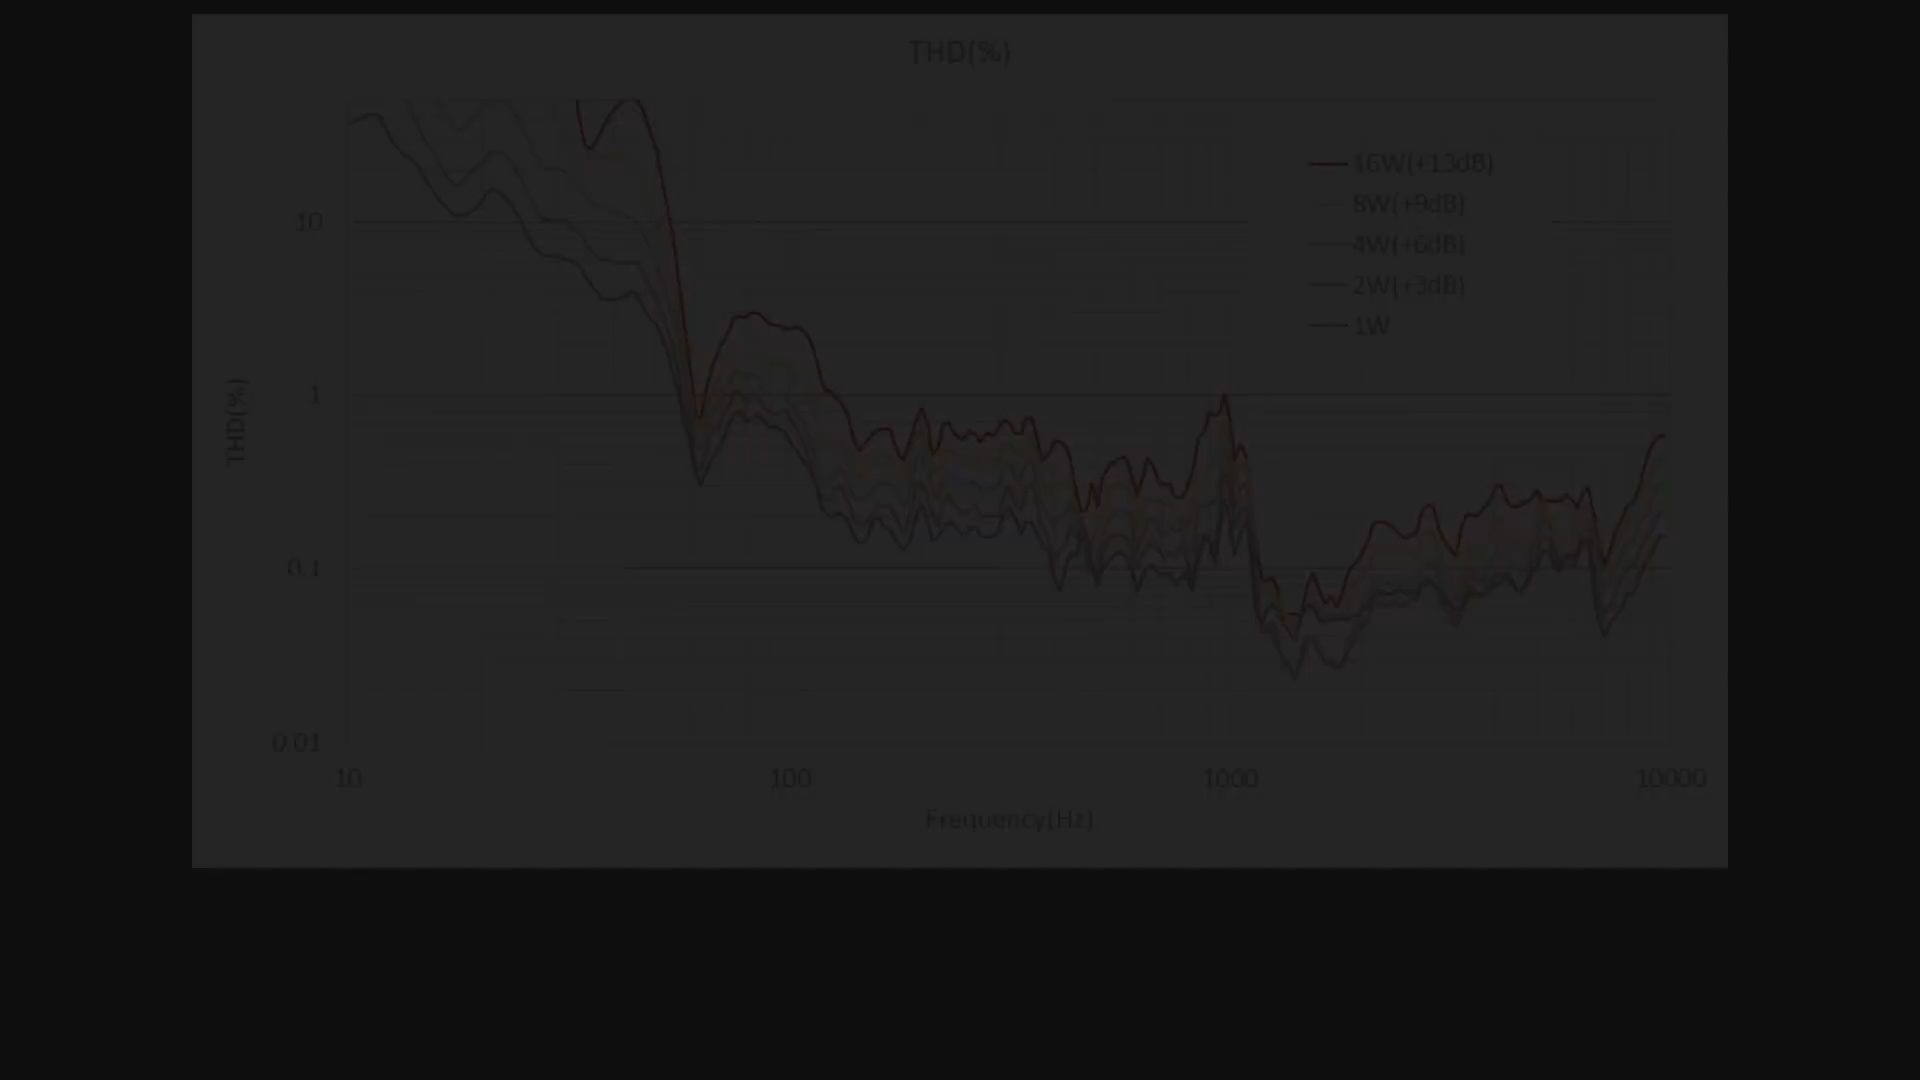 THD(%)
16W(+13dB)
8W(+9dB)
4W(+6dB)
2W(+3dB)
1W
THD(%)
10
1
0.1
0.01
10
100
1000
10000
Frequency(Hz)